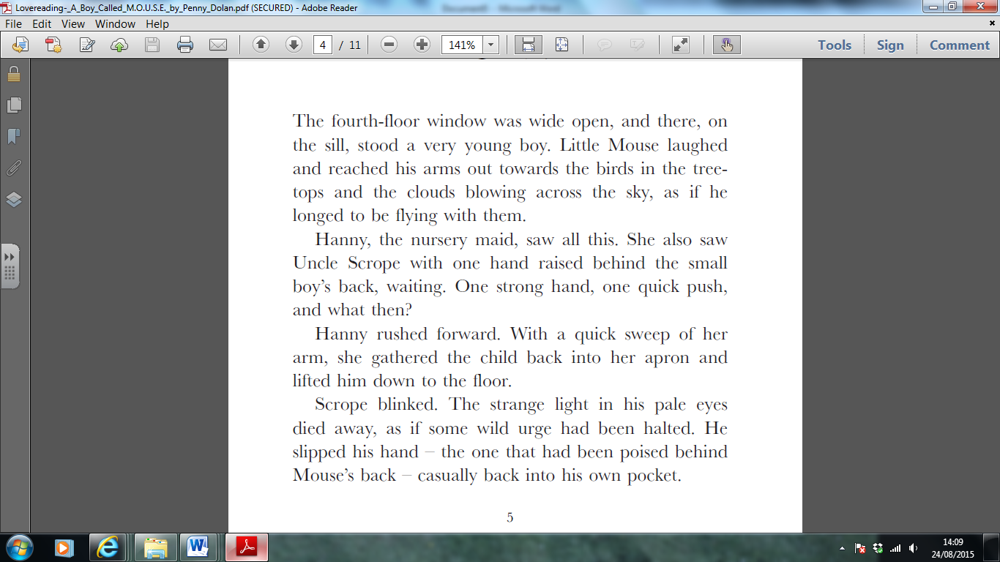 Lovereading-_A_Boy_Called_M.O.U.S.E._by_Penny_Dolan.pdf (SECURED) - Adobe Reader
File Edit View Window Help
4 / 11 141% Tools Sign Comment
The fourth-floor window was wide open, and there, on
the sill, stood a very young boy. Little Mouse laughed
and reached his arms out towards the birds in the tree-
tops and the clouds blowing across the sky, as if he
longed to be flying with them.
Hanny, the nursery maid, saw all this. She also saw
Uncle Scrope with one hand raised behind the small
boy’s back, waiting. One strong hand, one quick push,
and what then?
Hanny rushed forward. With a quick sweep of her
arm, she gathered the child back into her apron and
lifted him down to the floor.
Scrope blinked. The strange light in his pale eyes
died away, as if some wild urge had been halted. He
slipped his hand – the one that had been poised behind
Mouse’s back – casually back into his own pocket.
5
14:09
24/08/2015